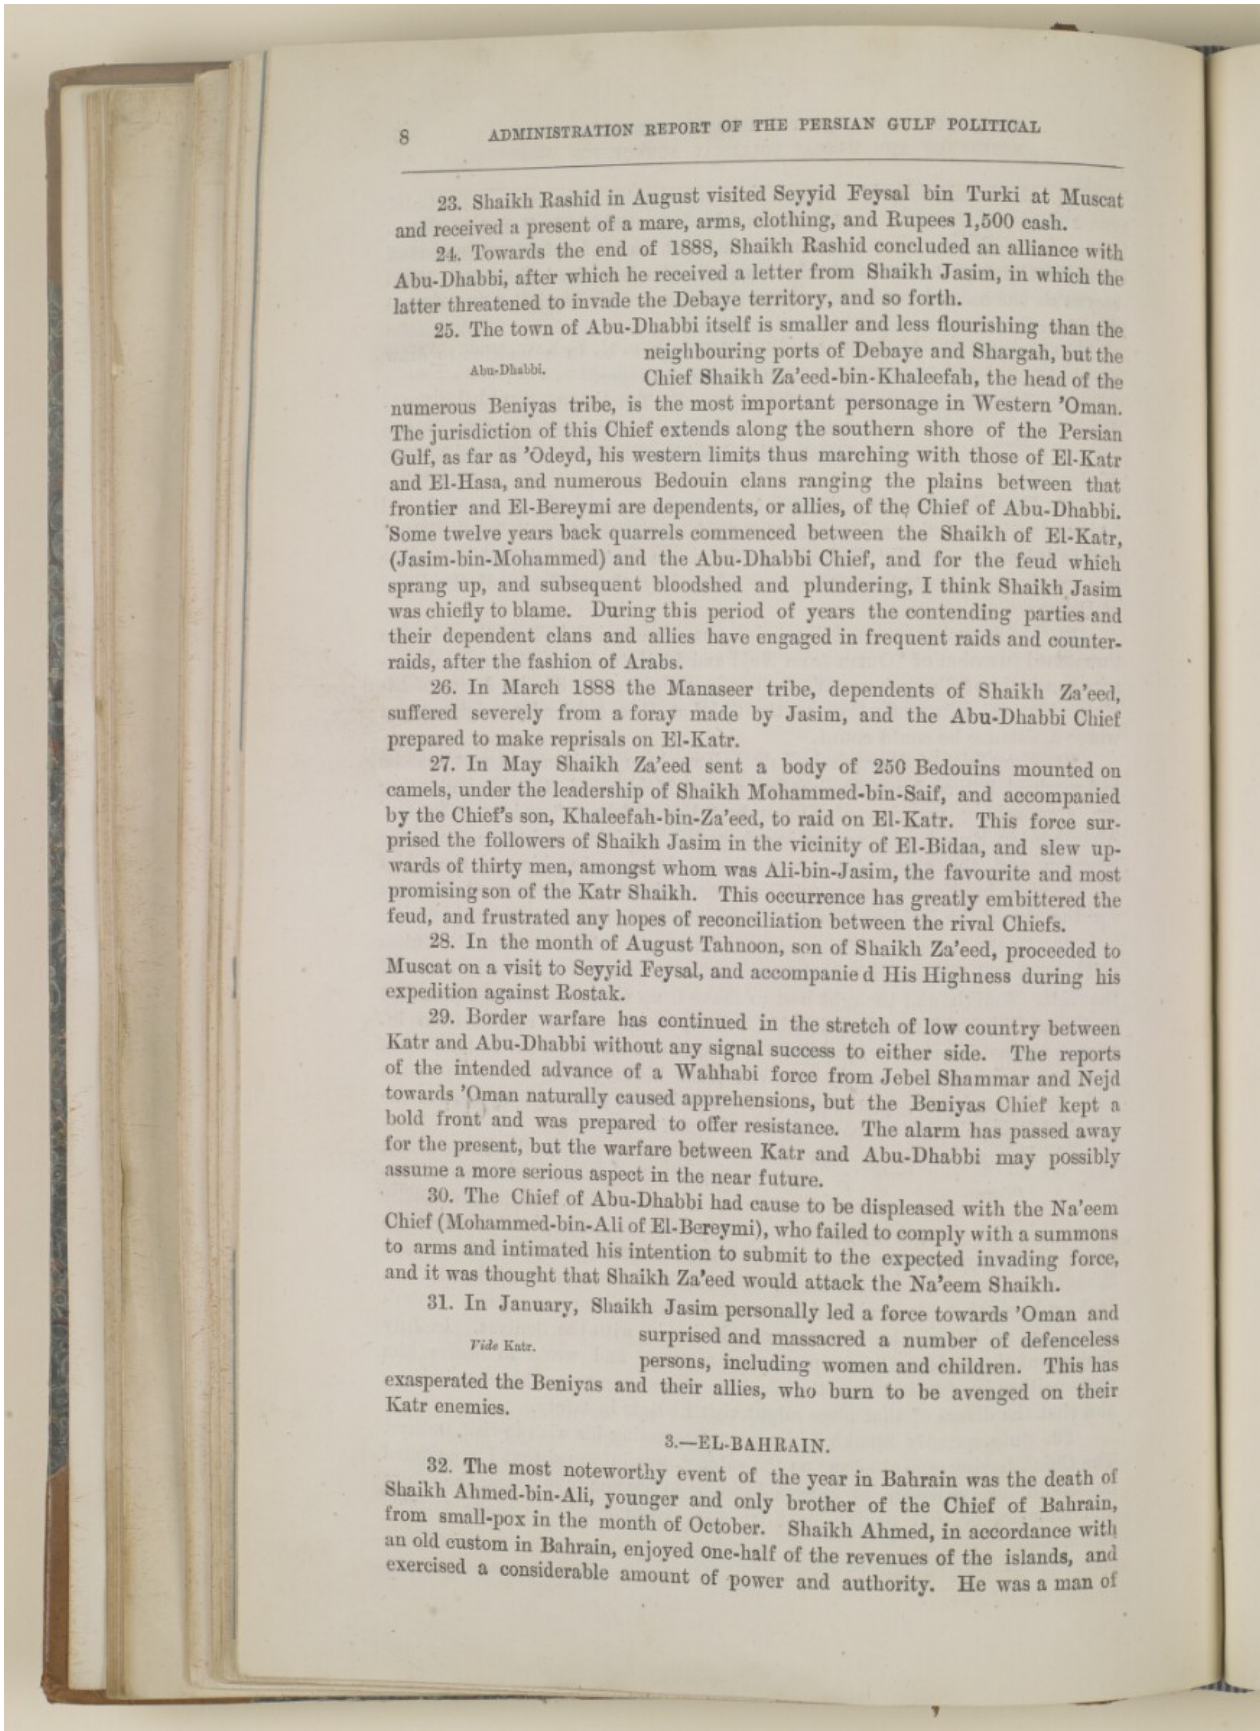 8 ADMINISTRATION REPORT OF THE PERSIAN GULF POLITICAL
23. Shaikh Rashid in August visited Seyyid Feysal bin Turki at Muscat
and received a present of a mare, arms, clothing, and Rupees 1,500 cash.
24. Towards the end of 1888, Shaikh Rashid concluded an alliance with
Abu-Dhabbi, after which he received a letter from Shaikh Jasim, in which the
latter threatened to invade the Debaye territory, and so forth.
25. The town of Abu-Dhabbi itself is smaller and less flourishing than the
neighbouring ports of Debaye and Shargah, but the
Abu-Dhabbi.
Chief Shaikh Za'eed-bin-Khaleefah, the head of the
numerous Beniyas tribe, is the most important personage in Western 'Oman.
The jurisdiction of this Chief extends along the southern shore of the Persian
Gulf, as far as 'Odeyd, his western limits thus marching with those of El-Katr
and El-Hasa, and numerous Bedouin clans ranging the plains between that
frontier and El-Bereymi are dependents, or allies, of the Chief of Abu-Dhabbi.
Some twelve years back quarrels commenced between the Shaikh of El-Katr,
(Jasim-bin-Mohammed) and the Abu-Dhabbi Chief, and for the feud which
sprang up, and subsequent bloodshed and plundering, I think Shaikh Jasim
was chiefly to blame. During this period of years the contending parties and
their dependent clans and allies have engaged in frequent raids and counter-
raids, after the fashion of Arabs.
26. In March 1888 the Manaseer tribe, dependents of Shaikh Za'eed,
suffered severely from a foray made by Jasim, and the Abu-Dhabbi Chief
prepared to make reprisals on El-Katr.
27. In May Shaikh Za'eed sent a body of 250 Bedouins mounted on
camels, under the leadership of Shaikh Mohammed-bin-Saif, and accompanied
by the Chief's son, Khaleefah-bin-Za'eed, to raid on El-Katr. This force sur-
prised the followers of Shaikh Jasim in the vicinity of El-Bidaa, and slew up-
wards of thirty men, amongst whom was Ali-bin-Jasim, the favourite and most
promising son of the Katr Shaikh. This occurrence has greatly embittered the
feud, and frustrated any hopes of reconciliation between the rival Chiefs.
28. In the month of August Tahnoon, son of Shaikh Za'eed, proceeded to
Muscat on a visit to Seyyid Feysal, and accompanie d His Highness during his
expedition against Rostak.
29. Border warfare has continued in the stretch of low country between
Katr and Abu-Dhabbi without any signal success to either side. The reports
of the intended advance of a Wahhabi force from Jebel Shammar and Nejd
towards 'Oman naturally caused apprehensions, but the Beniyas Chief kept a
bold front and was prepared to offer resistance. The alarm has passed away
for the present, but the warfare between Katr and Abu-Dhabbi may possibly
assume a more serious aspect in the near future.
30. The Chief of Abu-Dhabbi had cause to be displeased with the Na'eem
Chief (Mohammed-bin-Ali of El-Bereymi), who failed to comply with a summons
to arms and intimated his intention to submit to the expected invading force,
and it was thought that Shaikh Za'eed would attack the Na'eem Shaikh.
31. In January, Shaikh Jasim personally led a force towards 'Oman and
surprised and massacred a number of defenceless
Vide Katr.
persons, including women and children. This has
exasperated the Beniyas and their allies, who burn to be avenged on their
Katr enemies.
3.—EL-BAHRAIN.
32. The most noteworthy event of the year in Bahrain was the death of
Shaikh Ahmed-bin-Ali, younger and only brother of the Chief of Bahrain,
from small-pox in the month of October. Shaikh Ahmed, in accordance with
an old custom in Bahrain, enjoyed one-half of the revenues of the islands, and
exercised a considerable amount of power and authority. He was a man of